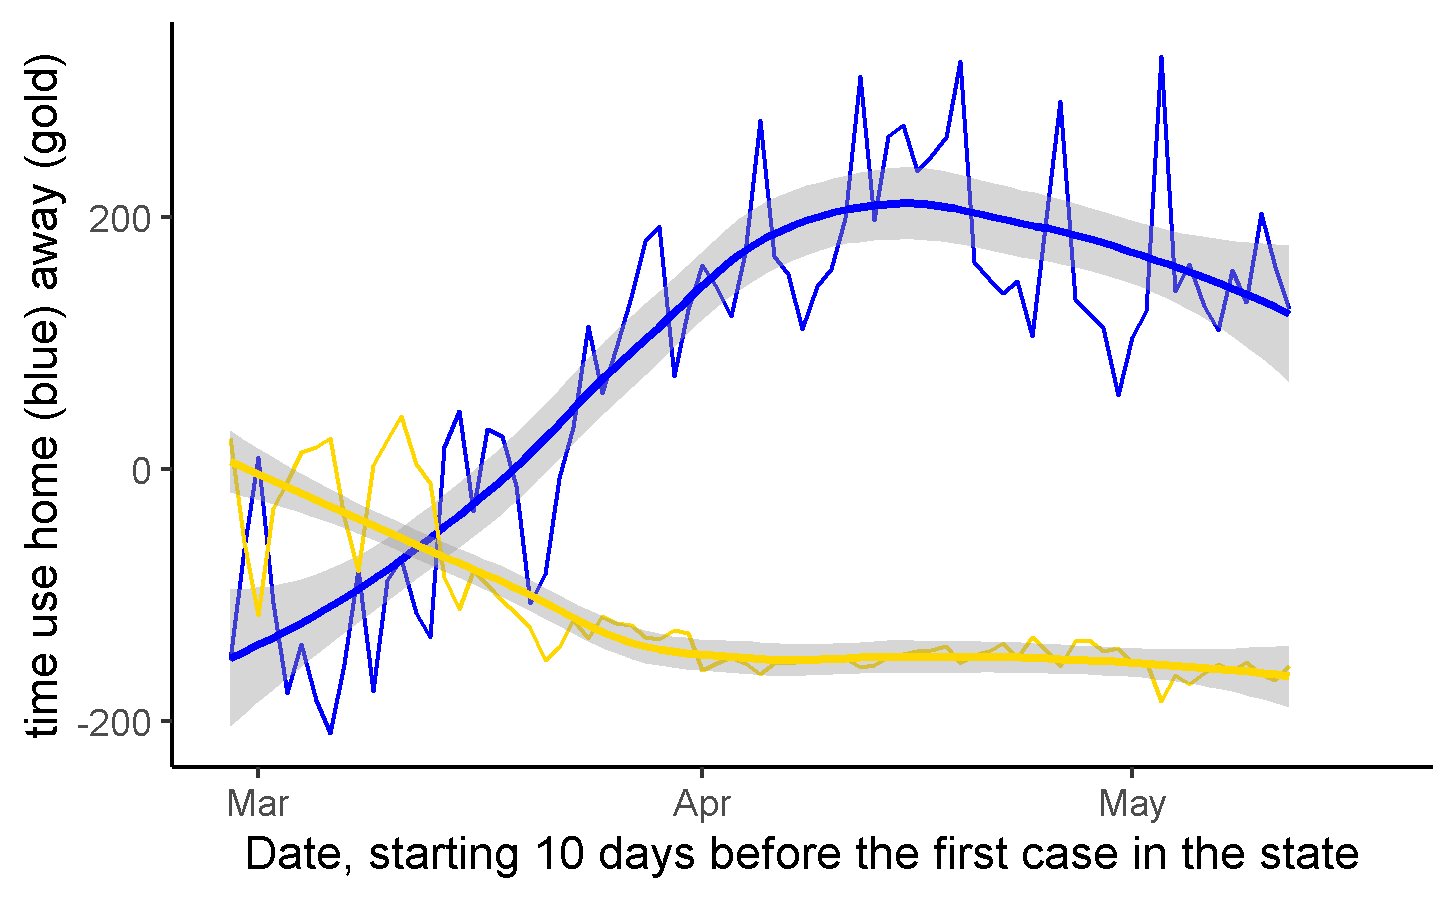 time use home (blue) away (gold)
200
0
-200
Mar Apr May
Date, starting 10 days before the first case in the state